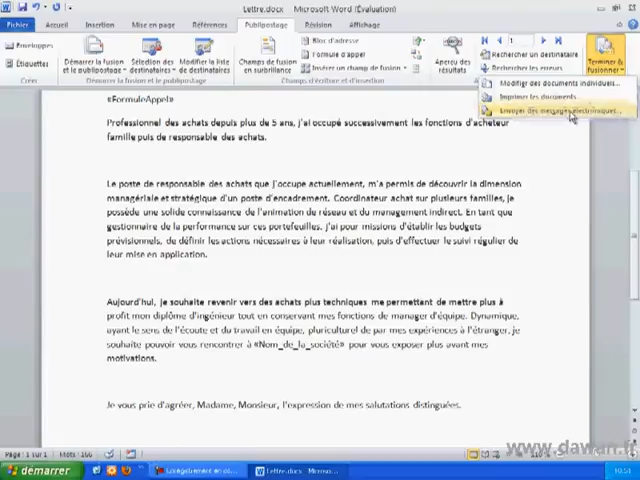 Lettre.docx - Microsoft Word (Évaluation)
Fichier Accueil Insertion Mise en page Références Publipostage Révision Affichage
Enveloppes
Étiquettes
Créer
Démarrer la fusion et le publipostage
Sélection des destinataires
Modifier la liste de destinataires
Démarrer la fusion et le publipostage
Champs de fusion en surbrillance
Bloc d'adresse
Formule d'appel
Insérer un champ de fusion
Champs d'écriture et d'insertion
Aperçu des résultats
1
Rechercher un destinataire
Rechercher les erreurs
Terminer & fusionner
Modifier des documents individuels...
Imprimer les documents...
Envoyer des messages électroniques...
«FormuleAppel»
Professionnel des achats depuis plus de 5 ans, j'ai occupé successivement les fonctions d'acheteur
famille puis de responsable des achats.
Le poste de responsable des achats que j'occupe actuellement, m'a permis de découvrir la dimension
managériale et stratégique d'un poste d'encadrement. Coordinateur achat sur plusieurs familles, je
possède une solide connaissance de l'animation de réseau et du management indirect. En tant que
gestionnaire de la performance sur ces portefeuilles, j'ai pour missions d'établir les budgets
prévisionnels, de définir les actions nécessaires à leur réalisation, puis d'effectuer le suivi régulier de
leur mise en application.
Aujourd'hui, je souhaite revenir vers des achats plus techniques me permettant de mettre plus à
profit mon diplôme d'ingénieur tout en conservant mes fonctions de manager d'équipe. Dynamique,
ayant le sens de l'écoute et du travail en équipe, pluriculturel de par mes expériences à l'étranger, je
souhaite pouvoir vous rencontrer à «Nom_de_la_société» pour vous exposer plus avant mes
motivations.
Je vous prie d'agréer, Madame, Monsieur, l'expression de mes salutations distinguées.
Page : 1 sur 1 Mots : 166
www.dawan.fr
démarrer
Enregistrement en co...
Lettre.docx - Microso...